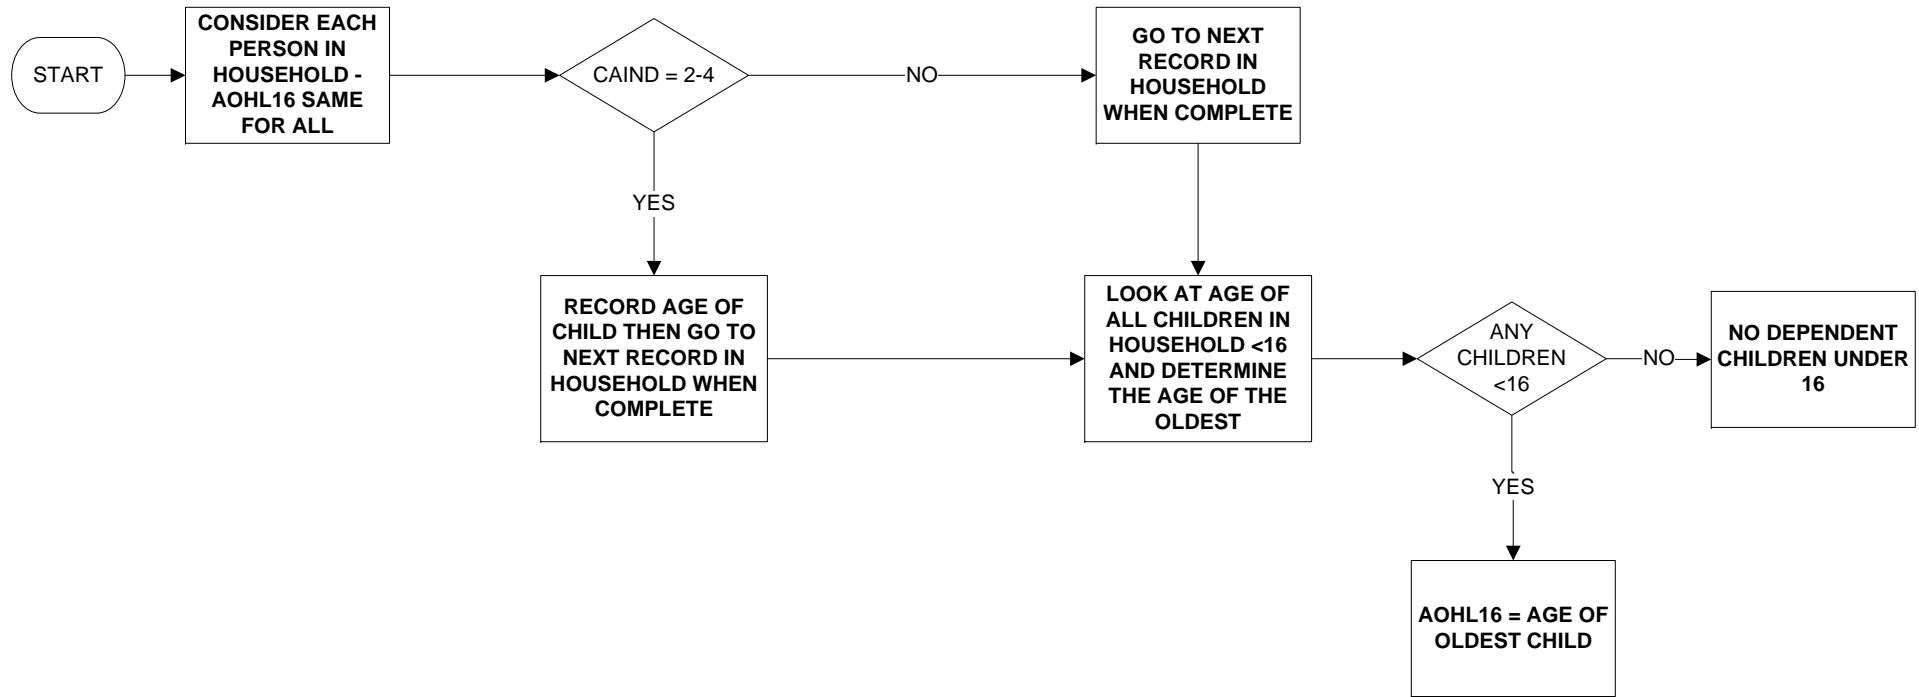 START
CONSIDER EACH
PERSON IN
HOUSEHOLD -
AOHL16 SAME
FOR ALL
CAIND = 2-4
NO
GO TO NEXT
RECORD IN
HOUSEHOLD
WHEN COMPLETE
YES
RECORD AGE OF
CHILD THEN GO TO
NEXT RECORD IN
HOUSEHOLD WHEN
COMPLETE
LOOK AT AGE OF
ALL CHILDREN IN
HOUSEHOLD <16
AND DETERMINE
THE AGE OF THE
OLDEST
ANY
CHILDREN
<16
NO
NO DEPENDENT
CHILDREN UNDER
16
YES
AOHL16 = AGE OF
OLDEST CHILD